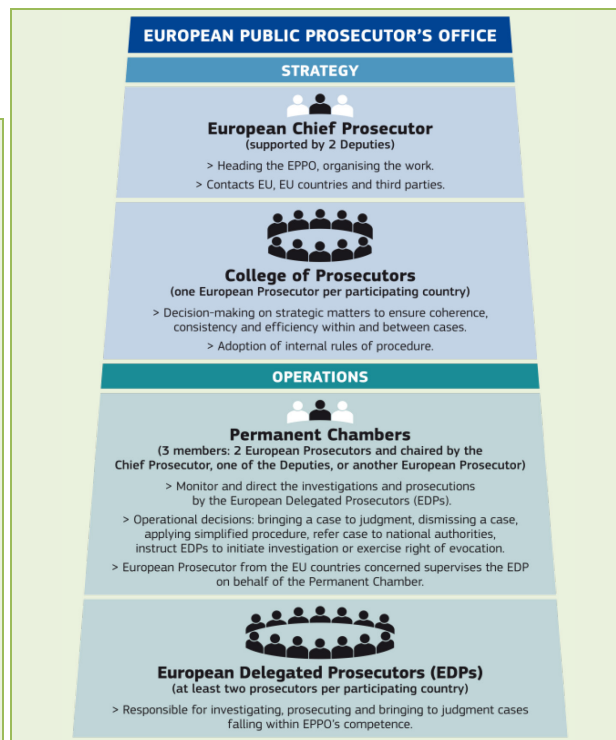 EUROPEAN PUBLIC PROSECUTOR'S OFFICE
STRATEGY
European Chief Prosecutor
(supported by 2 Deputies)
> Heading the EPPO, organising the work.
> Contacts EU, EU countries and third parties.
College of Prosecutors
(one European Prosecutor per participating country)
> Decision-making on strategic matters to ensure coherence,
consistency and efficiency within and between cases.
> Adoption of internal rules of procedure.
OPERATIONS
Permanent Chambers
(3 members: 2 European Prosecutors and chaired by the
Chief Prosecutor, one of the Deputies, or another European Prosecutor)
> Monitor and direct the investigations and prosecutions
by the European Delegated Prosecutors (EDPs).
> Operational decisions: bringing a case to judgment, dismissing a case,
applying simplified procedure, refer case to national authorities,
instruct EDPs to initiate investigation or exercise right of evocation.
> European Prosecutor from the EU countries concerned supervises the EDP
on behalf of the Permanent Chamber.
European Delegated Prosecutors (EDPs)
(at least two prosecutors per participating country)
> Responsible for investigating, prosecuting and bringing to judgment cases
falling within EPPO's competence.